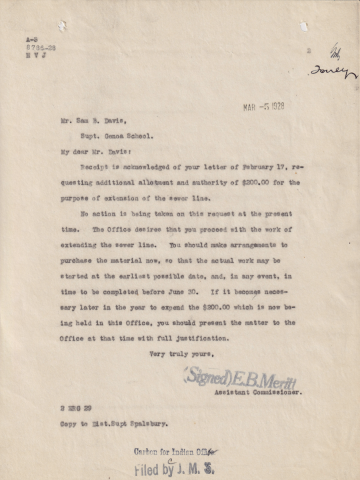 A-3
8706-28
N V J
Toney
MAR -5 1928
Mr. Sam B. Davis,
Supt. Genoa School.
My dear Mr. Davis:
Receipt is acknowledged of your letter of February 17, re-
questing additional allotment and authority of $200.00 for the
purpose of extension of the sewer line.
No action is being taken on this request at the present
time. The Office desires that you proceed with the work of
extending the sewer line. You should make arrangements to
purchase the material now, so that the actual work may be
started at the earliest possible date, and, in any event, in
time to be completed before June 30. If it becomes neces-
sary later in the year to expend the $200.00 which is now be-
ing held in this Office, you should present the matter to the
Office at that time with full justification.
Very truly yours,
(Signed) E.B. Meritt
Assistant Commissioner.
29
Copy to Dist.Supt Spalsbury.
Carbon for Indian Office
Filed by J. M. S.